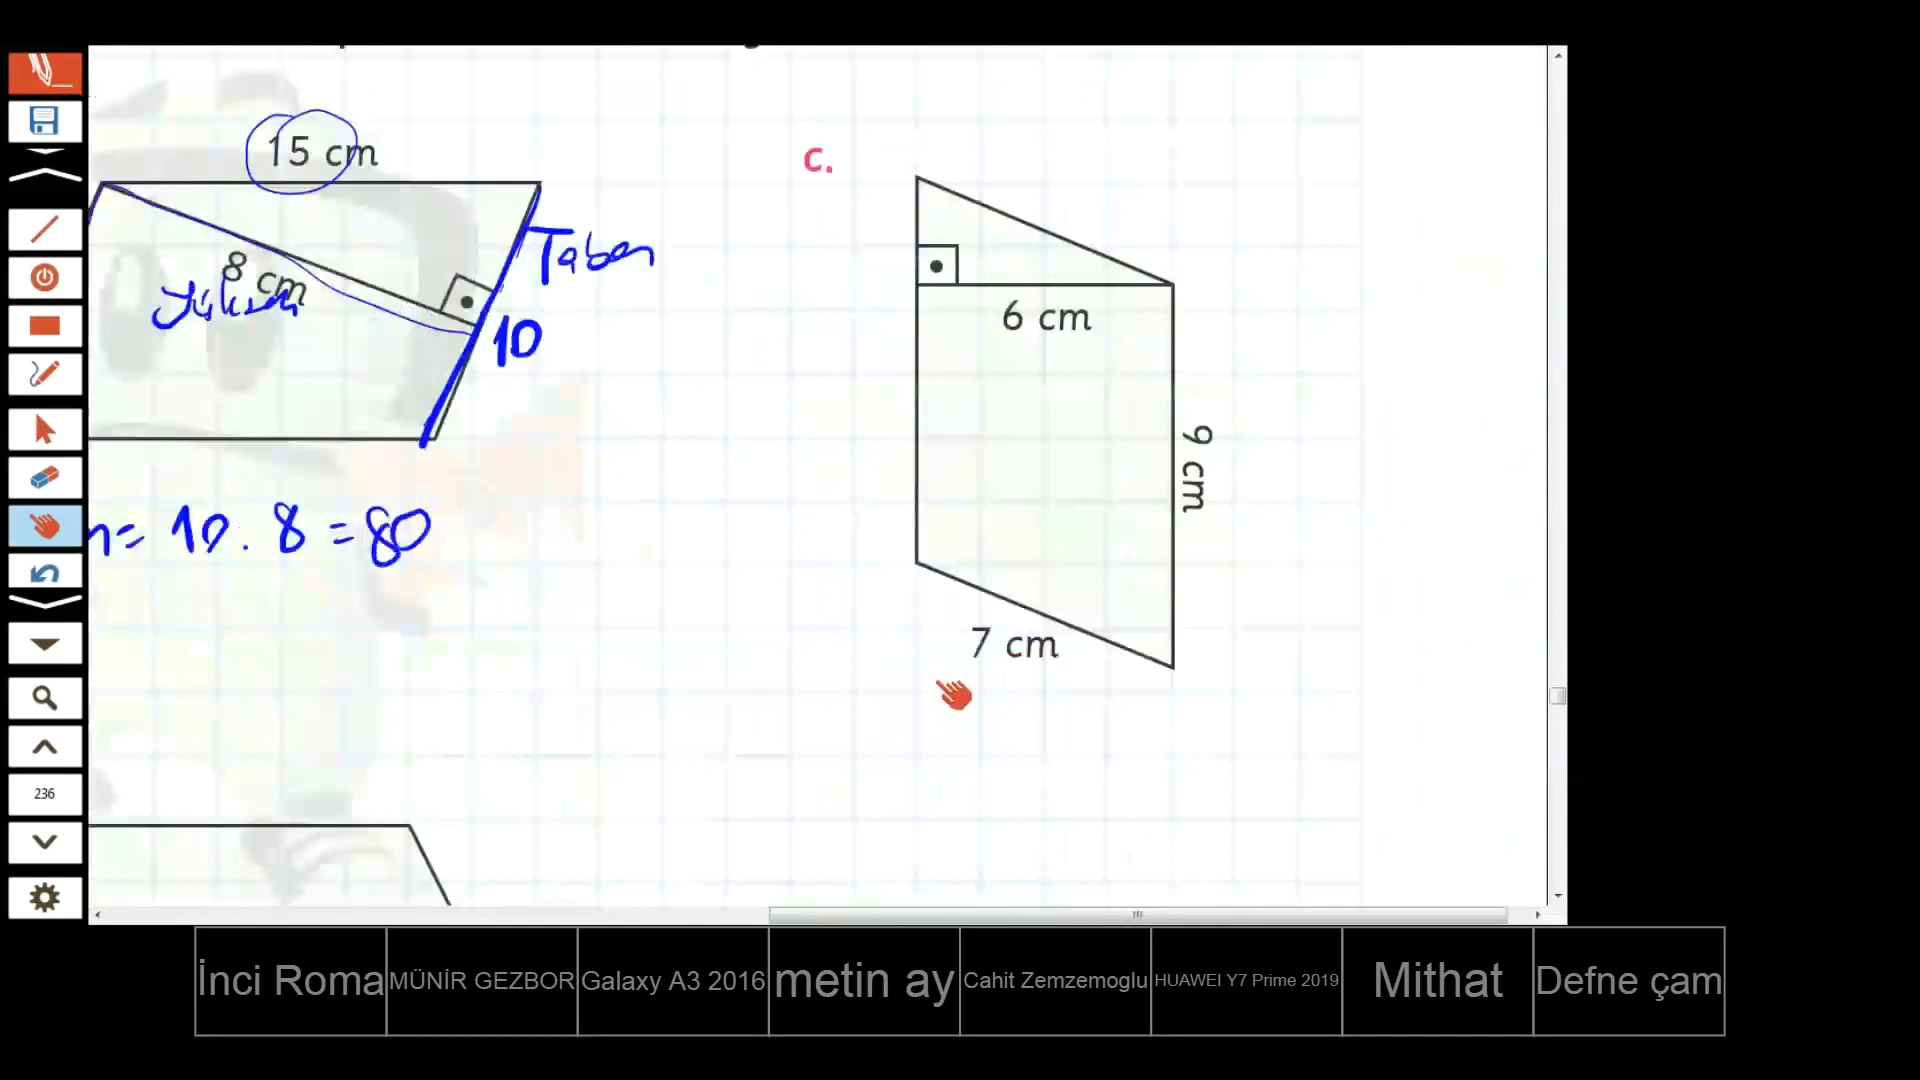 15 cm
c.
8 cm
Taban
6 cm
10
9 cm
= 10 . 8 = 80
7 cm
236
İnci Roma
MÜNİR GEZBOR
Galaxy A3 2016
metin ay
Cahit Zemzemoglu
HUAWEI Y7 Prime 2019
Mithat
Defne çam